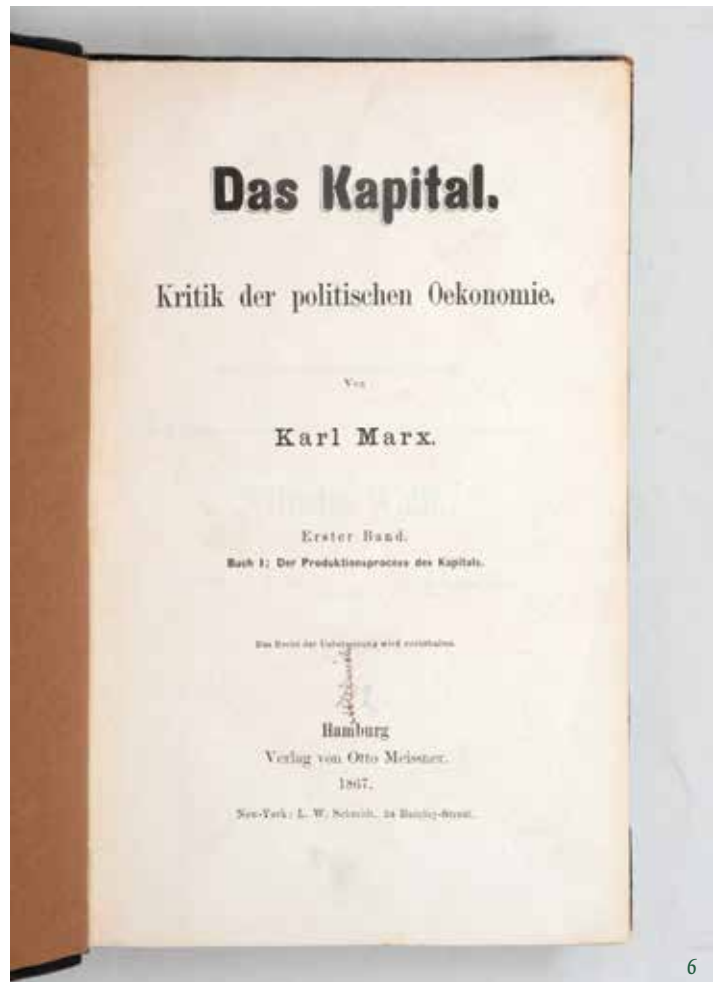 Das Kapital.
Kritik der politischen Oekonomie.
Von
Karl Marx.
Erster Band.
Buch I: Der Produktionsprocess des Kapitals.
Das Recht der Uebersetzung wird vorbehalten.
Hamburg
Verlag von Otto Meissner.
1867.
New-York: L. W. Schmidt. 24 Barclay-Street.
6